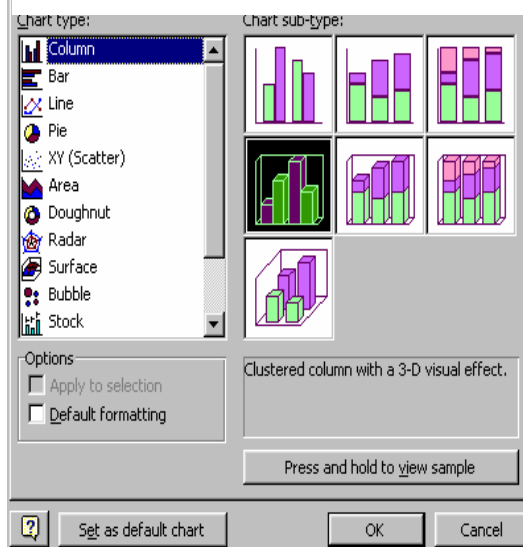 Chart type:
Column
Bar
Line
Pie
XY (Scatter)
Area
Doughnut
Radar
Surface
Bubble
Stock
Chart sub-type:
Options
Apply to selection
Default formatting
Clustered column with a 3-D visual effect.
Press and hold to view sample
?
Set as default chart
OK
Cancel